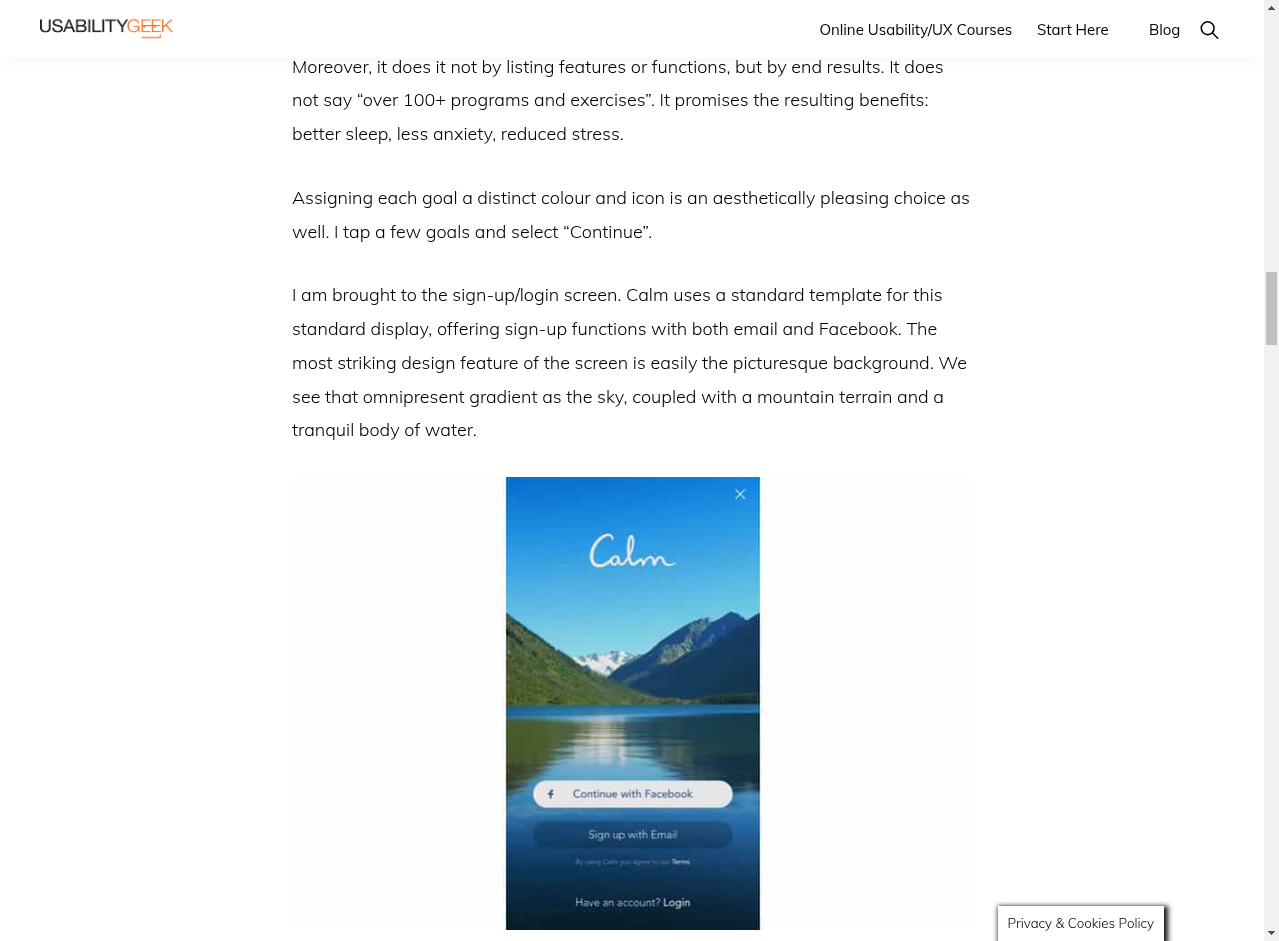 USABILITYGEEK
Online Usability/UX Courses
Start Here
Blog
Moreover, it does it not by listing features or functions, but by end results. It does
not say “over 100+ programs and exercises”. It promises the resulting benefits:
better sleep, less anxiety, reduced stress.
Assigning each goal a distinct colour and icon is an aesthetically pleasing choice as
well. I tap a few goals and select “Continue”.
I am brought to the sign-up/login screen. Calm uses a standard template for this
standard display, offering sign-up functions with both email and Facebook. The
most striking design feature of the screen is easily the picturesque background. We
see that omnipresent gradient as the sky, coupled with a mountain terrain and a
tranquil body of water.
Calm
Continue with Facebook
Sign up with Email
By using Calm you agree to our Terms
Have an account? Login
Privacy & Cookies Policy